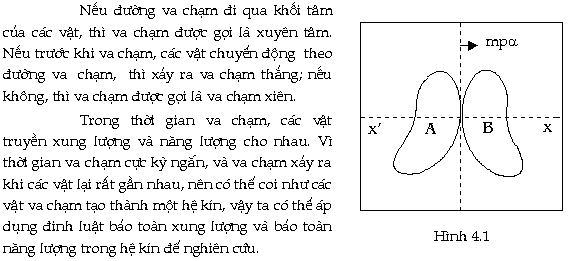 Nếu đường va chạm đi qua khối tâm
của các vật, thì va chạm được gọi là xuyên tâm.
Nếu trước khi va chạm, các vật chuyển động theo
đường va chạm, thì xảy ra va chạm thẳng; nếu
không, thì va chạm được gọi là va chạm xiên.
Trong thời gian va chạm, các vật
truyền xung lượng và năng lượng cho nhau. Vì
thời gian va chạm cực kỳ ngắn, và va chạm xảy ra
khi các vật lại rất gần nhau, nên có thể coi như các
vật va chạm tạo thành một hệ kín, vậy ta có thể áp
dụng đinh luật bảo toàn xung lượng và bảo toàn
năng lượng trong hệ kín để nghiên cưu.
mpα
x' A B x
Hình 4.1